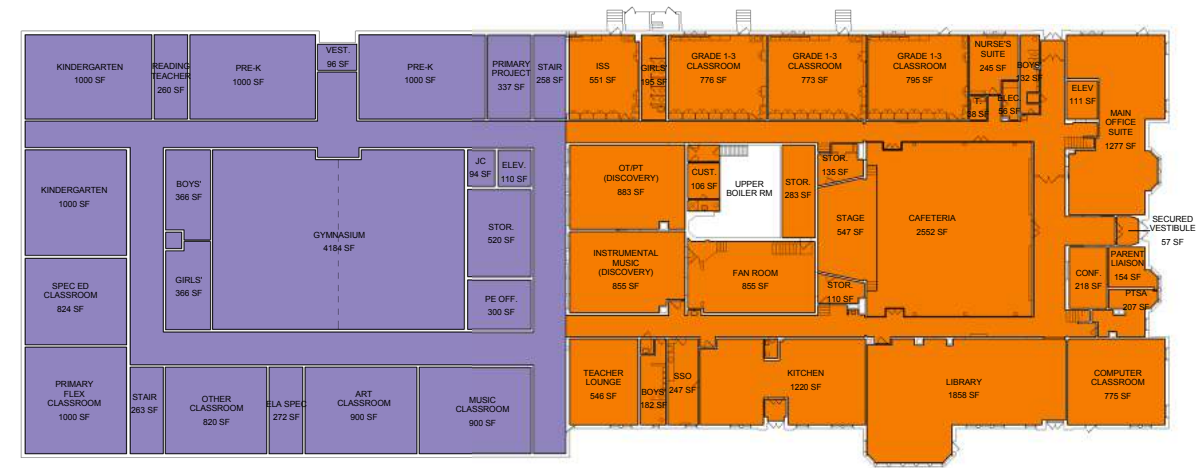 KINDERGARTEN
1000 SF
READING
TEACHER
260 SF
PRE-K
1000 SF
VEST.
96 SF
PRE-K
1000 SF
PRIMARY
PROJECT
337 SF
STAIR
258 SF
ISS
551 SF
GIRLS'
195 SF
GRADE 1-3
CLASSROOM
776 SF
GRADE 1-3
CLASSROOM
773 SF
GRADE 1-3
CLASSROOM
795 SF
NURSE'S
SUITE
245 SF
BOYS'
132 SF
T.
38 SF
ELEC.
56 SF
ELEV
111 SF
MAIN
OFFICE
SUITE
1277 SF
KINDERGARTEN
1000 SF
BOYS'
366 SF
GYMNASIUM
4184 SF
JC
94 SF
ELEV.
110 SF
STOR.
520 SF
OT/PT
(DISCOVERY)
883 SF
CUST.
106 SF
UPPER
BOILER RM
STOR.
283 SF
STOR.
135 SF
STAGE
547 SF
CAFETERIA
2552 SF
SECURED
VESTIBULE
57 SF
SPEC ED
CLASSROOM
824 SF
GIRLS'
366 SF
PE OFF.
300 SF
INSTRUMENTAL
MUSIC
(DISCOVERY)
855 SF
FAN ROOM
855 SF
STOR.
110 SF
CONF.
218 SF
PARENT
LIAISON
154 SF
PTSA
207 SF
PRIMARY
FLEX
CLASSROOM
1000 SF
STAIR
263 SF
OTHER
CLASSROOM
820 SF
ELA SPEC
272 SF
ART
CLASSROOM
900 SF
MUSIC
CLASSROOM
900 SF
TEACHER
LOUNGE
546 SF
BOYS'
182 SF
SSO
247 SF
KITCHEN
1220 SF
LIBRARY
1858 SF
COMPUTER
CLASSROOM
775 SF